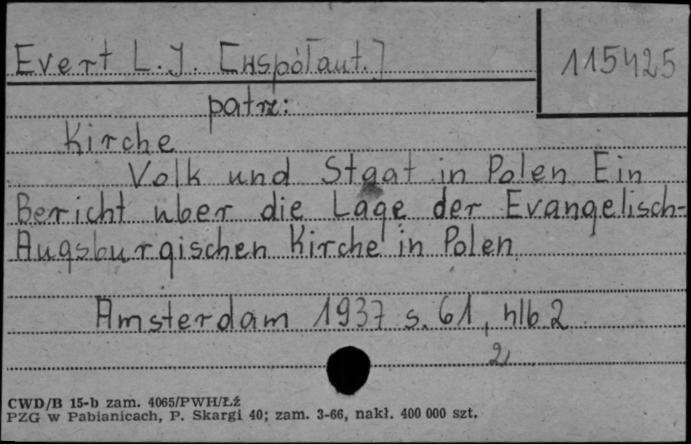 Evert L. J. [Współaut.]
115425
patrz:
Kirche
Volk und Staat in Polen Ein
Bericht uber die Lage der Evangelisch-
Augsburgischen Kirche in Polen
Amsterdam 1937 s. 61, nlb. 2
2
CWD/B 15-b zam. 4065/PWH/Łź
PZG w Pabianicach, P. Skargi 40; zam. 3-66, nakł. 400 000 szt.